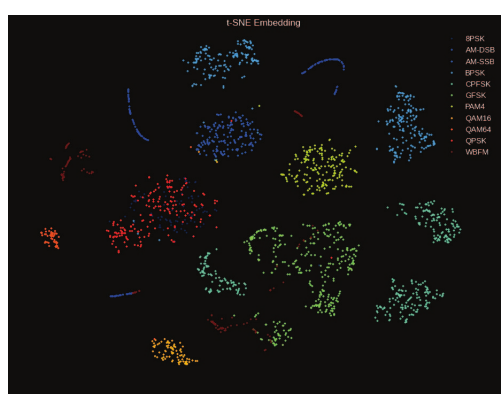 t-SNE Embedding
8PSK
AM-DSB
AM-SSB
BPSK
CPFSK
GFSK
PAM4
QAM16
QAM64
QPSK
WBFM